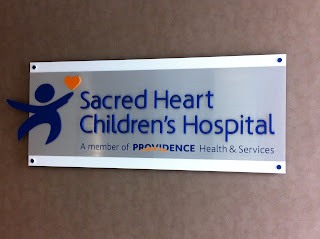 Sacred Heart
Children's Hospital
A member of PROVIDENCE Health & Services